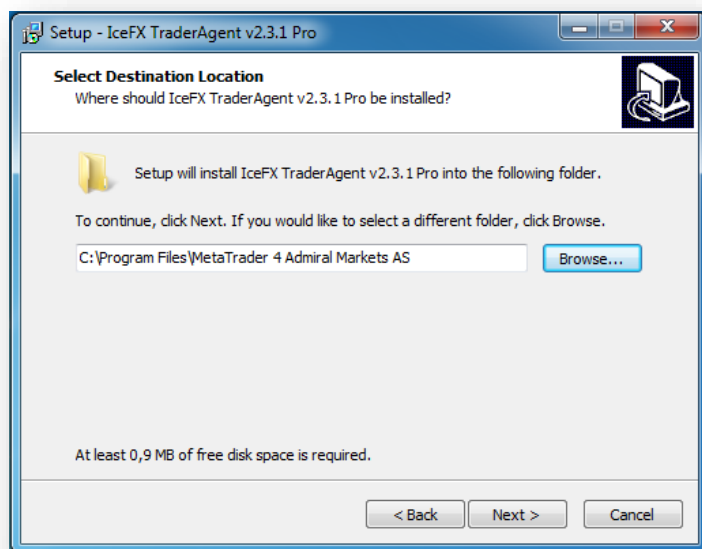 Setup - IceFX TraderAgent v2.3.1 Pro
Select Destination Location
Where should IceFX TraderAgent v2.3.1 Pro be installed?
Setup will install IceFX TraderAgent v2.3.1 Pro into the following folder.
To continue, click Next. If you would like to select a different folder, click Browse.
C:\Program Files\MetaTrader 4 Admiral Markets AS
Browse...
At least 0,9 MB of free disk space is required.
< Back
Next >
Cancel